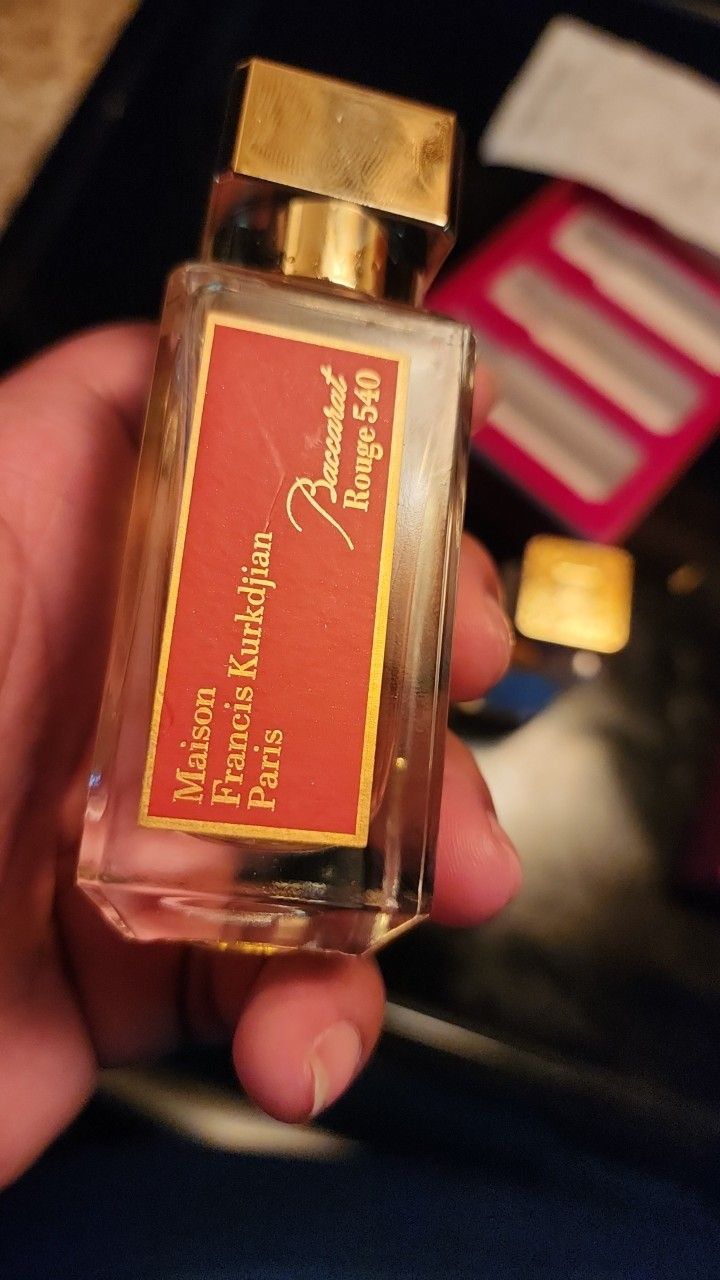 Baccarat
Rouge 540
Maison
Francis Kurkdjian
Paris